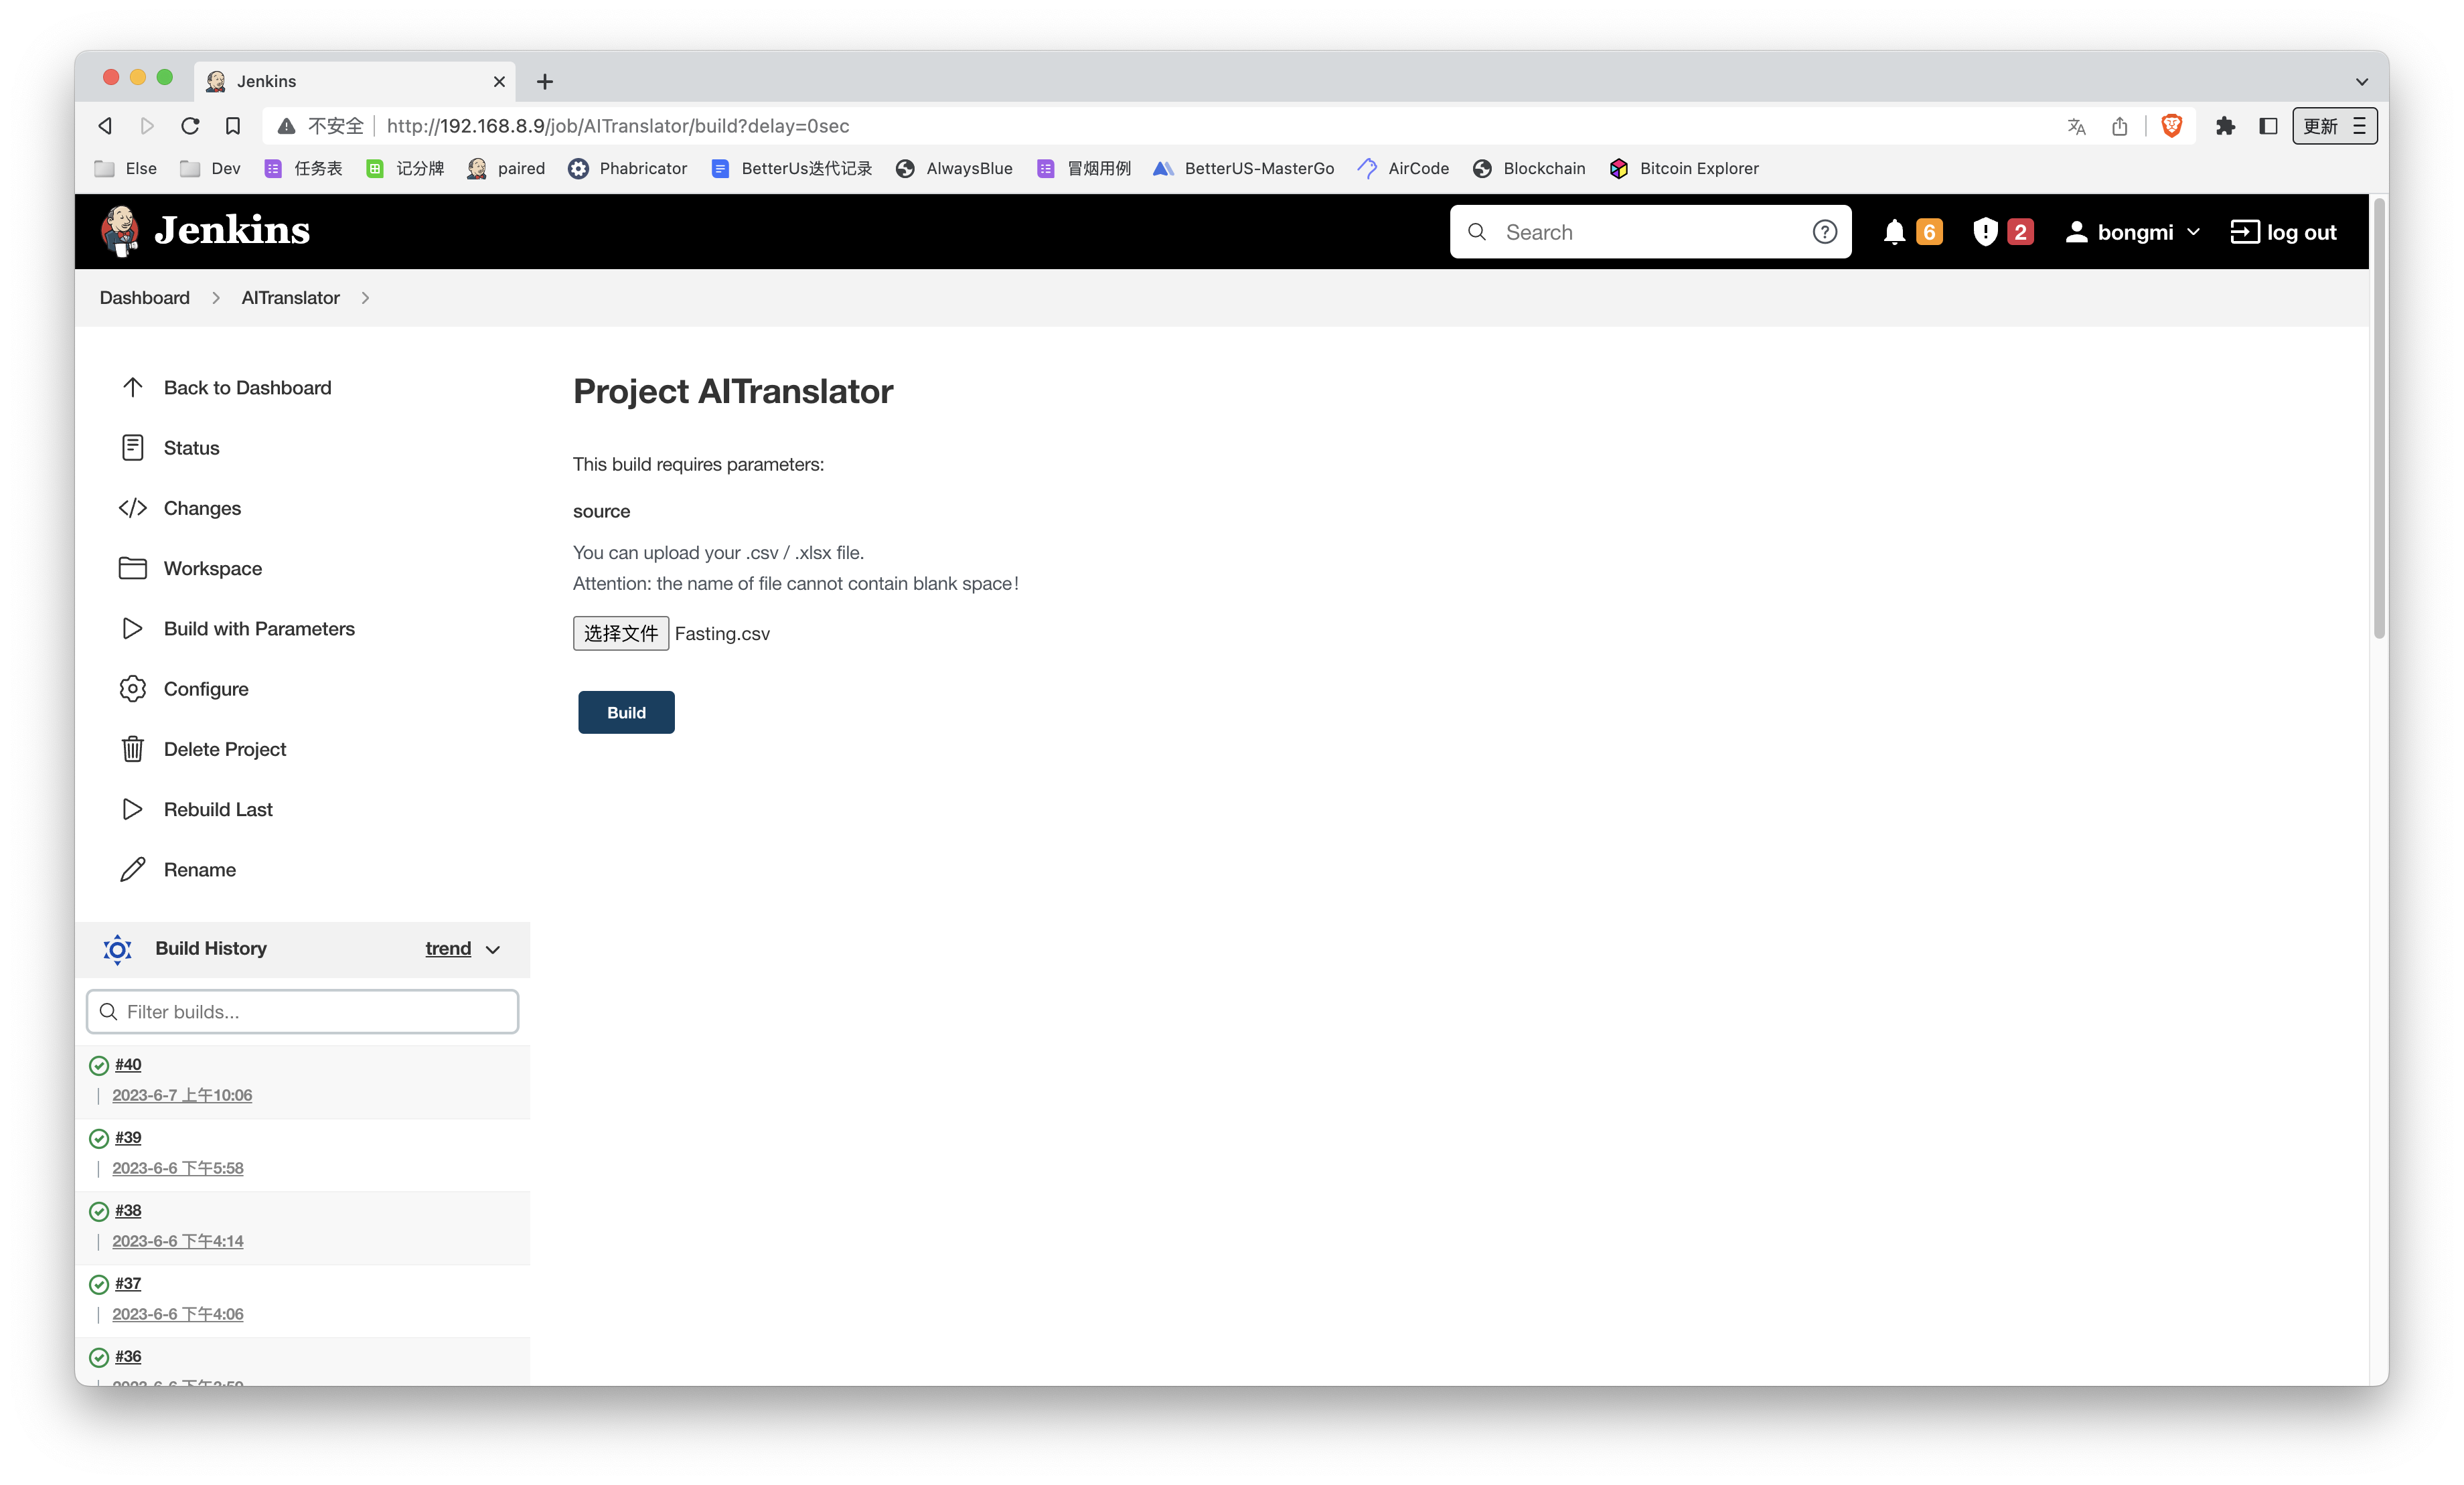 Jenkins
不安全 http://192.168.8.9/job/AITranslator/build?delay=0sec 更新
Else Dev 任务表 记分牌 paired Phabricator BetterUs迭代记录 AlwaysBlue 冒烟用例 BetterUS-MasterGo AirCode Blockchain Bitcoin Explorer
Jenkins Search 6 2 bongmi log out
Dashboard AITranslator
Back to Dashboard
Status
Changes
Workspace
Build with Parameters
Configure
Delete Project
Rebuild Last
Rename
Project AITranslator
This build requires parameters:
source
You can upload your .csv / .xlsx file.
Attention: the name of file cannot contain blank space!
选择文件 Fasting.csv
Build
Build History trend
Filter builds...
#40
2023-6-7 上午10:06
#39
2023-6-6 下午5:58
#38
2023-6-6 下午4:14
#37
2023-6-6 下午4:06
#36